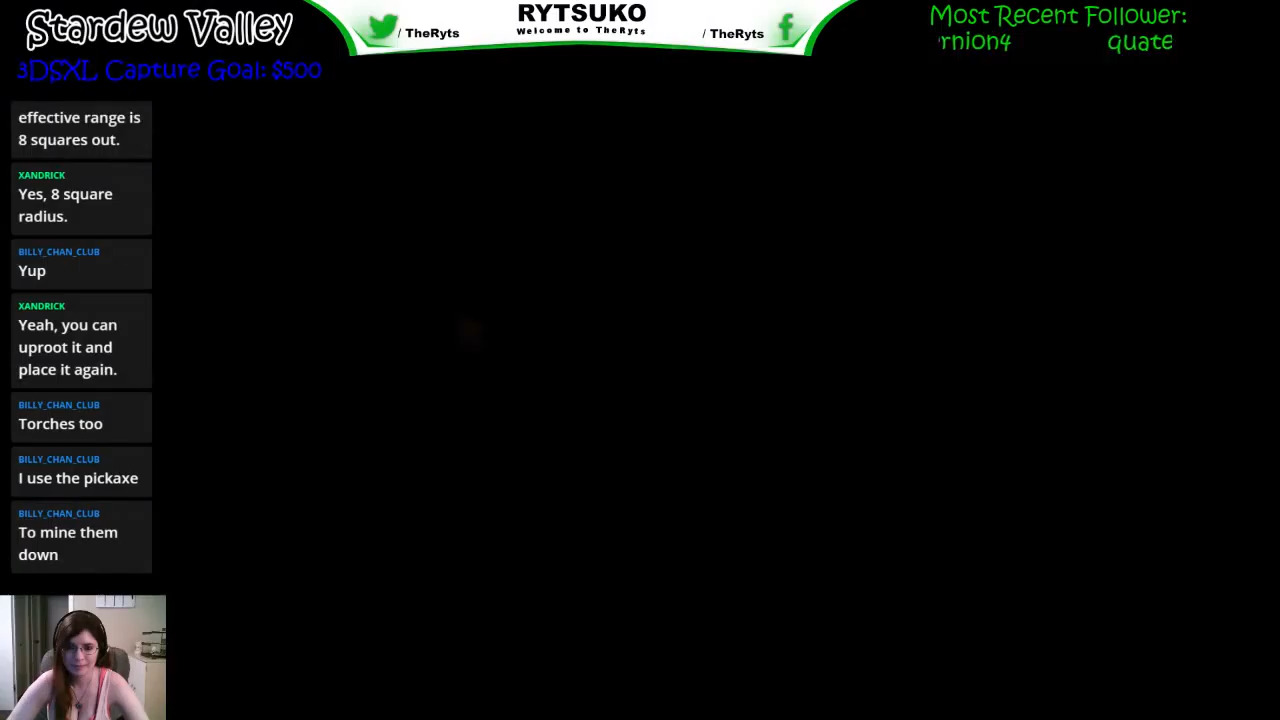 Stardew Valley
3DSXL Capture Goal: $500
RYTSUKO
Welcome to TheRyts
/ TheRyts
/ TheRyts
Most Recent Follower:
rnion4 quate
effective range is
8 squares out.
XANDRICK
Yes, 8 square
radius.
BILLY_CHAN_CLUB
Yup
XANDRICK
Yeah, you can
uproot it and
place it again.
BILLY_CHAN_CLUB
Torches too
BILLY_CHAN_CLUB
I use the pickaxe
BILLY_CHAN_CLUB
To mine them
down